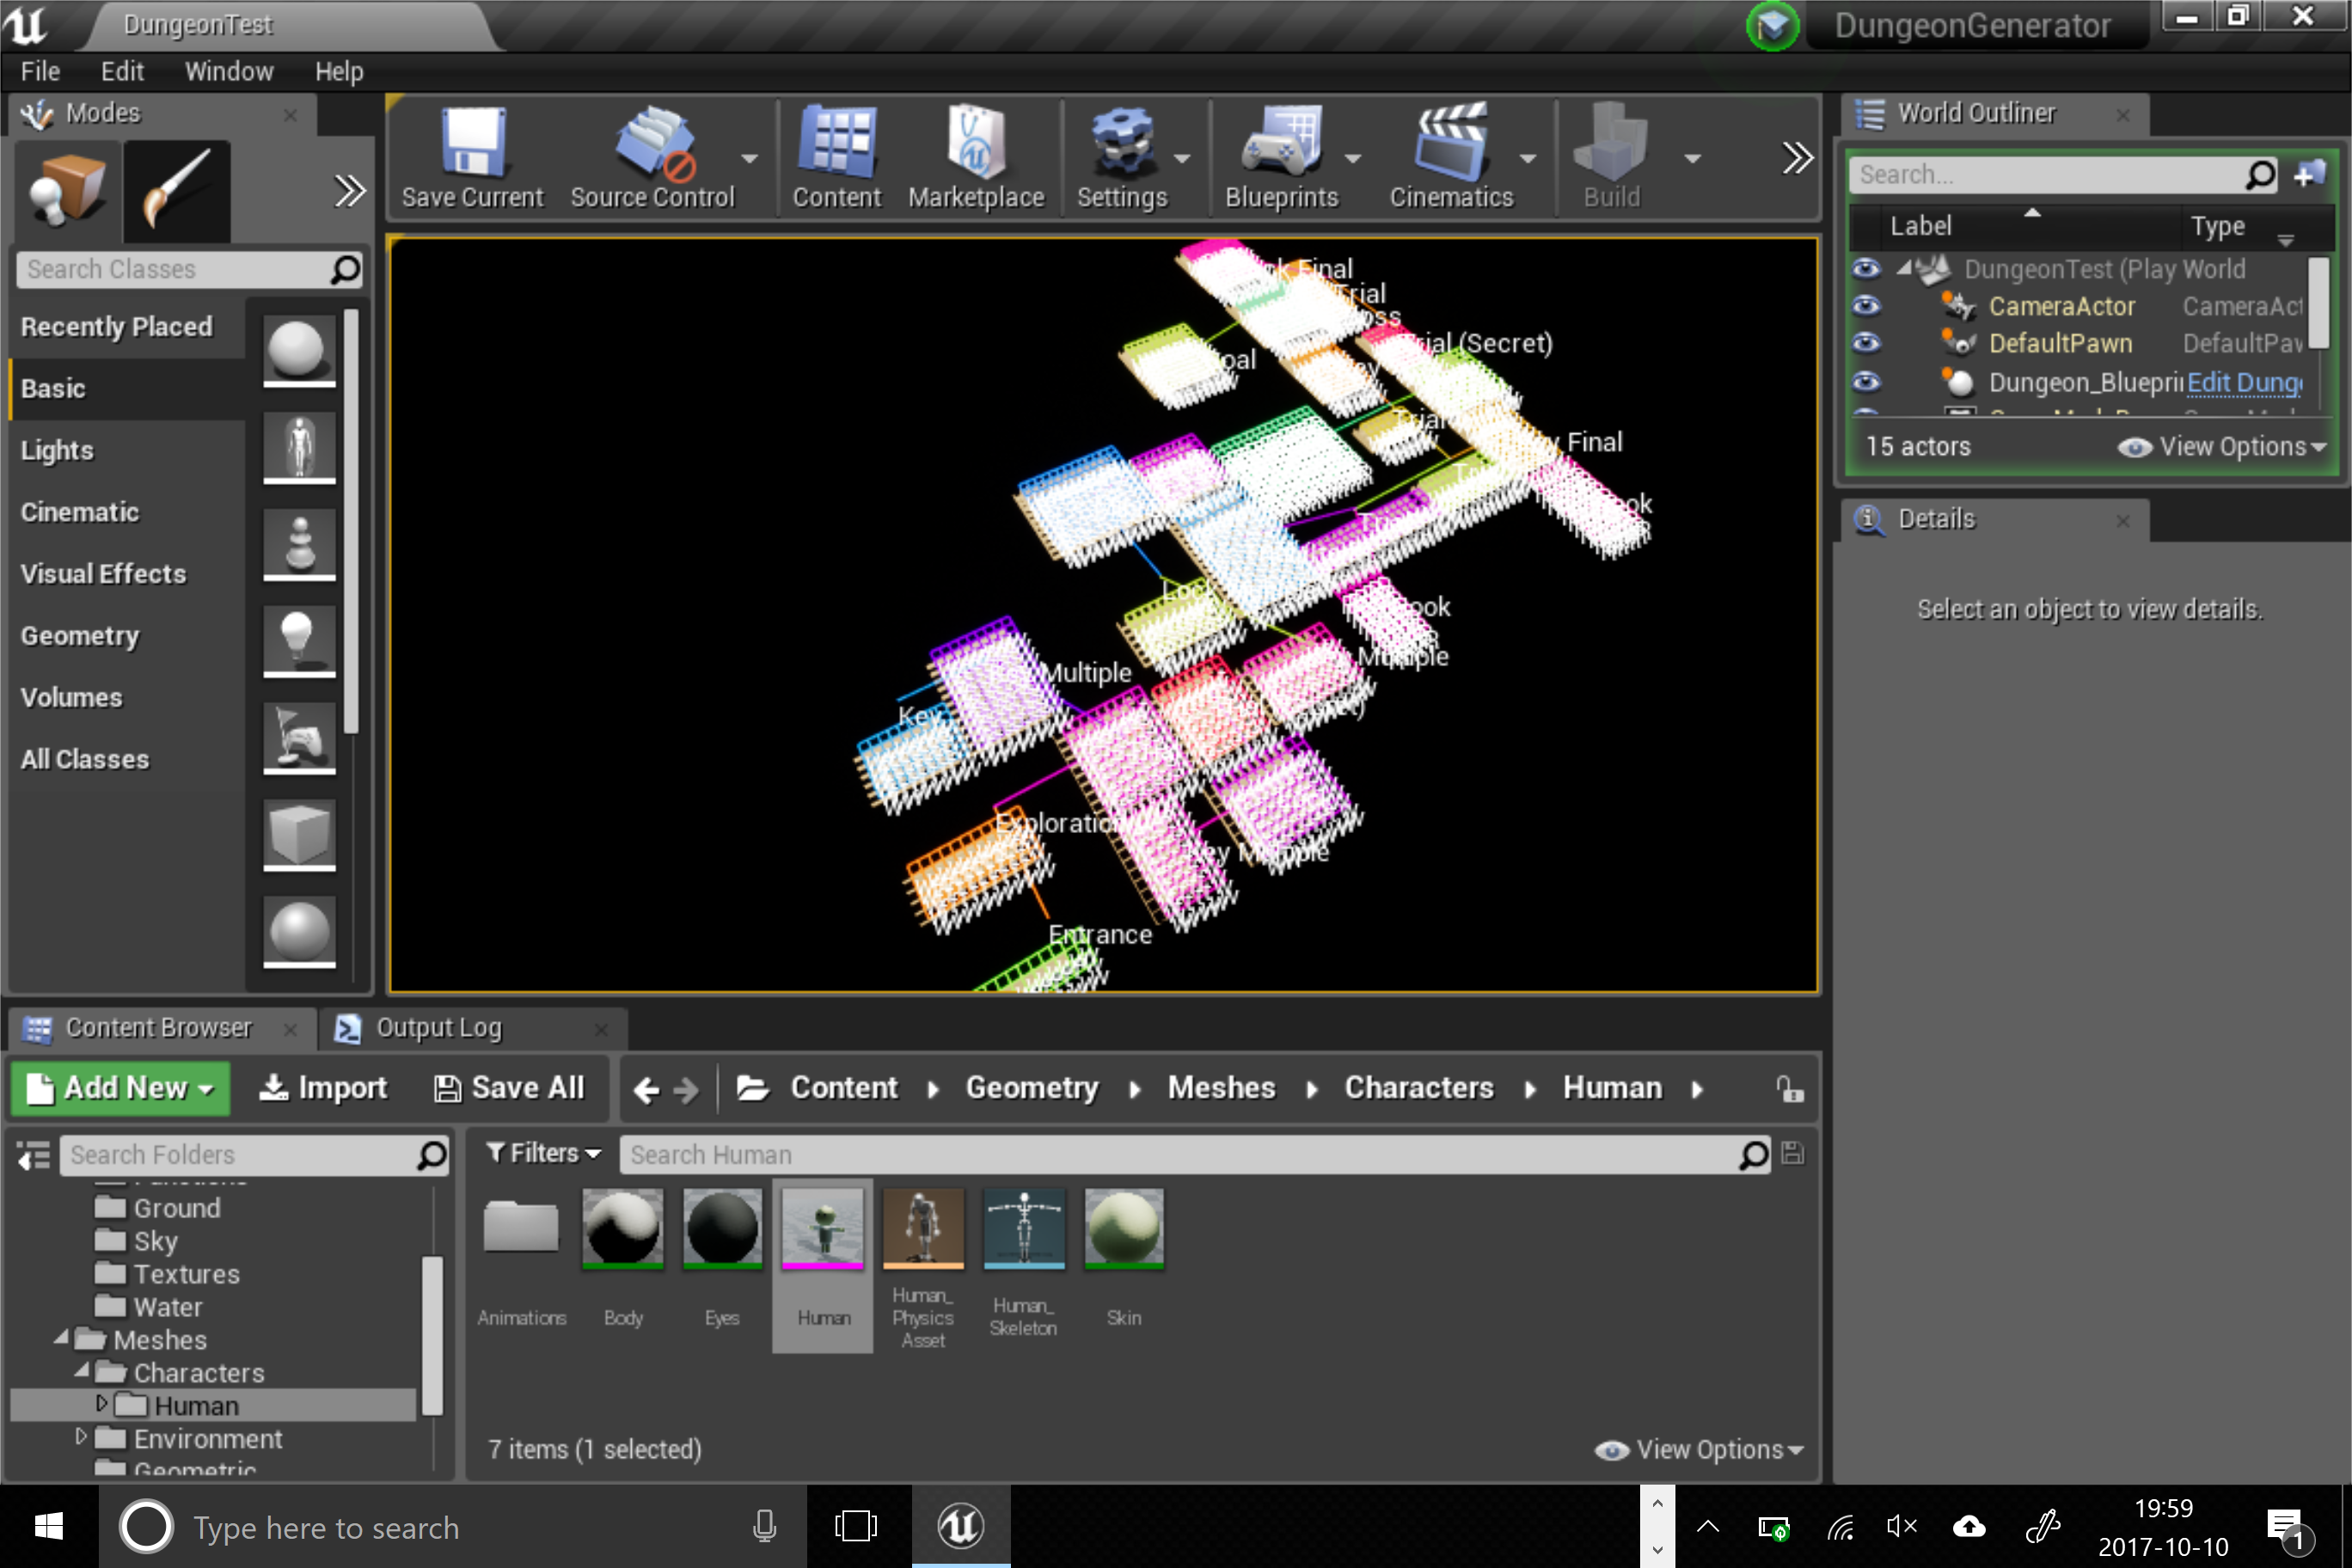 DungeonTest
DungeonGenerator
File Edit Window Help
Modes
Search Classes
Recently Placed
Basic
Lights
Cinematic
Visual Effects
Geometry
Volumes
All Classes
Save Current
Source Control
Content
Marketplace
Settings
Blueprints
Cinematics
Build
Final
Trial
Trial (Secret)
Final
Multiple
Multiple
Key
Exploration
Key Multiple
Entrance
World Outliner
Search...
Label Type
DungeonTest (Play World
CameraActor CameraAct
DefaultPawn DefaultPav
Dungeon_Blueprii Edit Dung
15 actors View Options
Details
Select an object to view details.
Content Browser
Output Log
Add New Import Save All
Content Geometry Meshes Characters Human
Search Folders
Ground
Sky
Textures
Water
Meshes
Characters
Human
Environment
Geometric
Filters Search Human
Animations
Body
Eyes
Human
Human_
Physics
Asset
Human_
Skeleton
Skin
7 items (1 selected)
View Options
Type here to search
19:59
2017-10-10
1